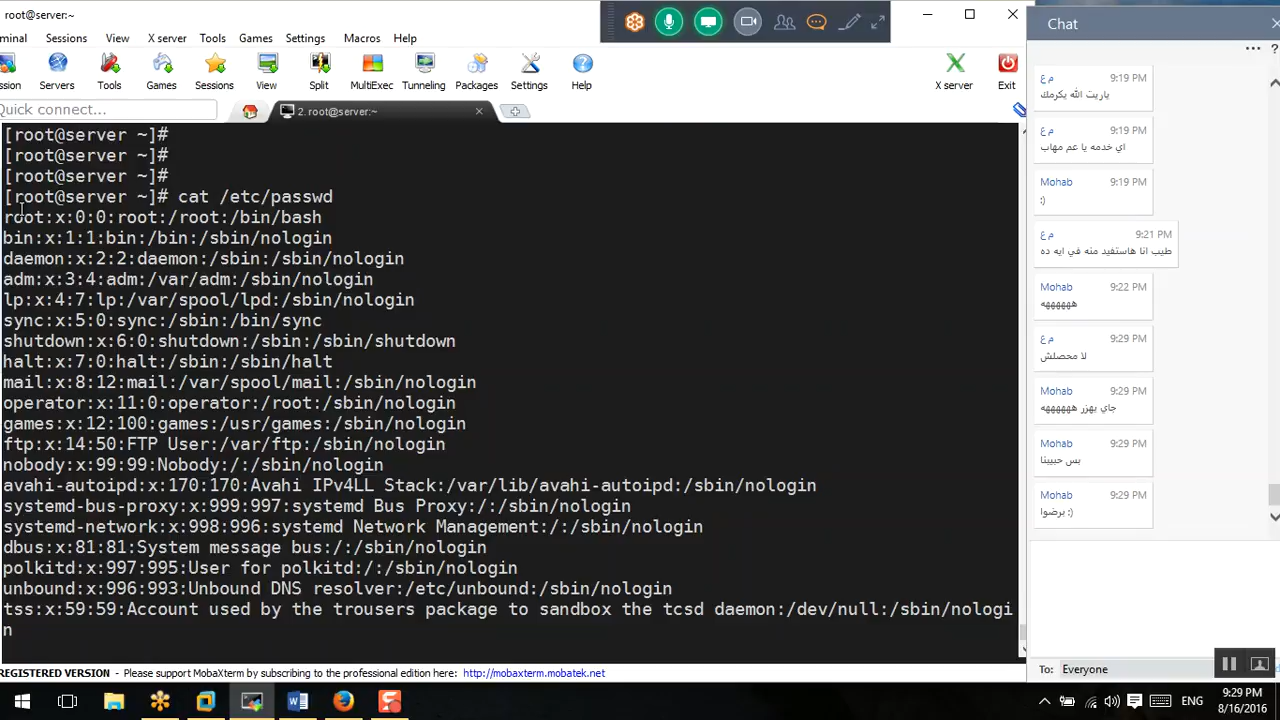 root@server:~
minal Sessions View X server Tools Games Settings Macros Help
ssion Servers Tools Games Sessions View Split MultiExec Tunneling Packages Settings Help X server Exit
Quick connect...
2. root@server:~
[root@server ~]#
[root@server ~]#
[root@server ~]#
[root@server ~]# cat /etc/passwd
root:x:0:0:root:/root:/bin/bash
bin:x:1:1:bin:/bin:/sbin/nologin
daemon:x:2:2:daemon:/sbin:/sbin/nologin
adm:x:3:4:adm:/var/adm:/sbin/nologin
lp:x:4:7:lp:/var/spool/lpd:/sbin/nologin
sync:x:5:0:sync:/sbin:/bin/sync
shutdown:x:6:0:shutdown:/sbin:/sbin/shutdown
halt:x:7:0:halt:/sbin:/sbin/halt
mail:x:8:12:mail:/var/spool/mail:/sbin/nologin
operator:x:11:0:operator:/root:/sbin/nologin
games:x:12:100:games:/usr/games:/sbin/nologin
ftp:x:14:50:FTP User:/var/ftp:/sbin/nologin
nobody:x:99:99:Nobody:/:/sbin/nologin
avahi-autoipd:x:170:170:Avahi IPv4LL Stack:/var/lib/avahi-autoipd:/sbin/nologin
systemd-bus-proxy:x:999:997:systemd Bus Proxy:/:/sbin/nologin
systemd-network:x:998:996:systemd Network Management:/:/sbin/nologin
dbus:x:81:81:System message bus:/:/sbin/nologin
polkitd:x:997:995:User for polkitd:/:/sbin/nologin
unbound:x:996:993:Unbound DNS resolver:/etc/unbound:/sbin/nologin
tss:x:59:59:Account used by the trousers package to sandbox the tcsd daemon:/dev/null:/sbin/nologi
n
REGISTERED VERSION - Please support MobaXterm by subscribing to the professional edition here: http://mobaxterm.mobatek.net
Chat
م ع 9:19 PM
ياريت الله يكرمك
م ع 9:19 PM
اي خدمه يا عم مهاب
Mohab 9:19 PM
:)
م ع 9:21 PM
طيب انا هاستفيد منه في ايه ده
Mohab 9:22 PM
هههههههه
م ع 9:29 PM
لا محصلش
Mohab 9:29 PM
جاي يهزر ههههههه
Mohab 9:29 PM
بس حبيبنا
Mohab 9:29 PM
برضوا :)
To: Everyone
ENG
9:29 PM
8/16/2016